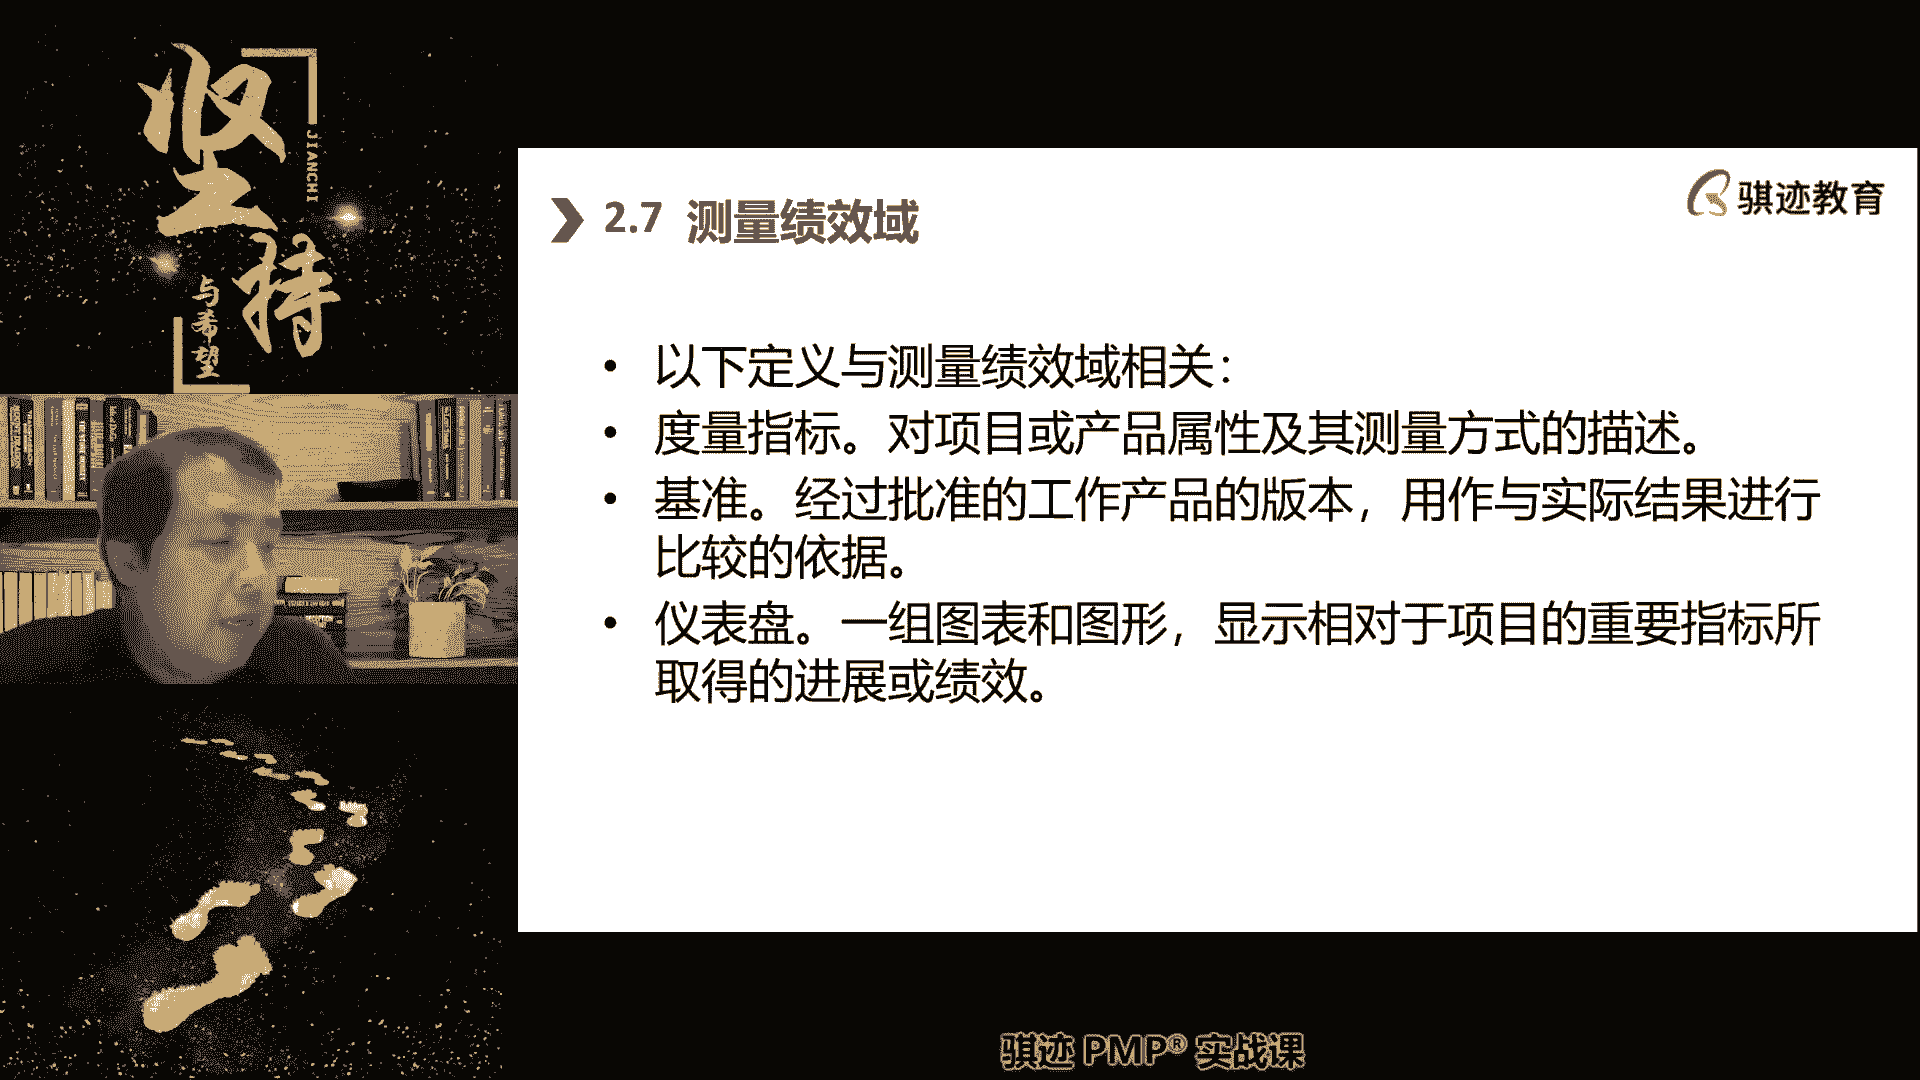 坚持
JIANCHI
与希望
骐迹教育
2.7 测量绩效域
• 以下定义与测量绩效域相关：
• 度量指标。对项目或产品属性及其测量方式的描述。
• 基准。经过批准的工作产品的版本，用作与实际结果进行
比较的依据。
• 仪表盘。一组图表和图形，显示相对于项目的重要指标所
取得的进展或绩效。
骐迹 PMP® 实战课